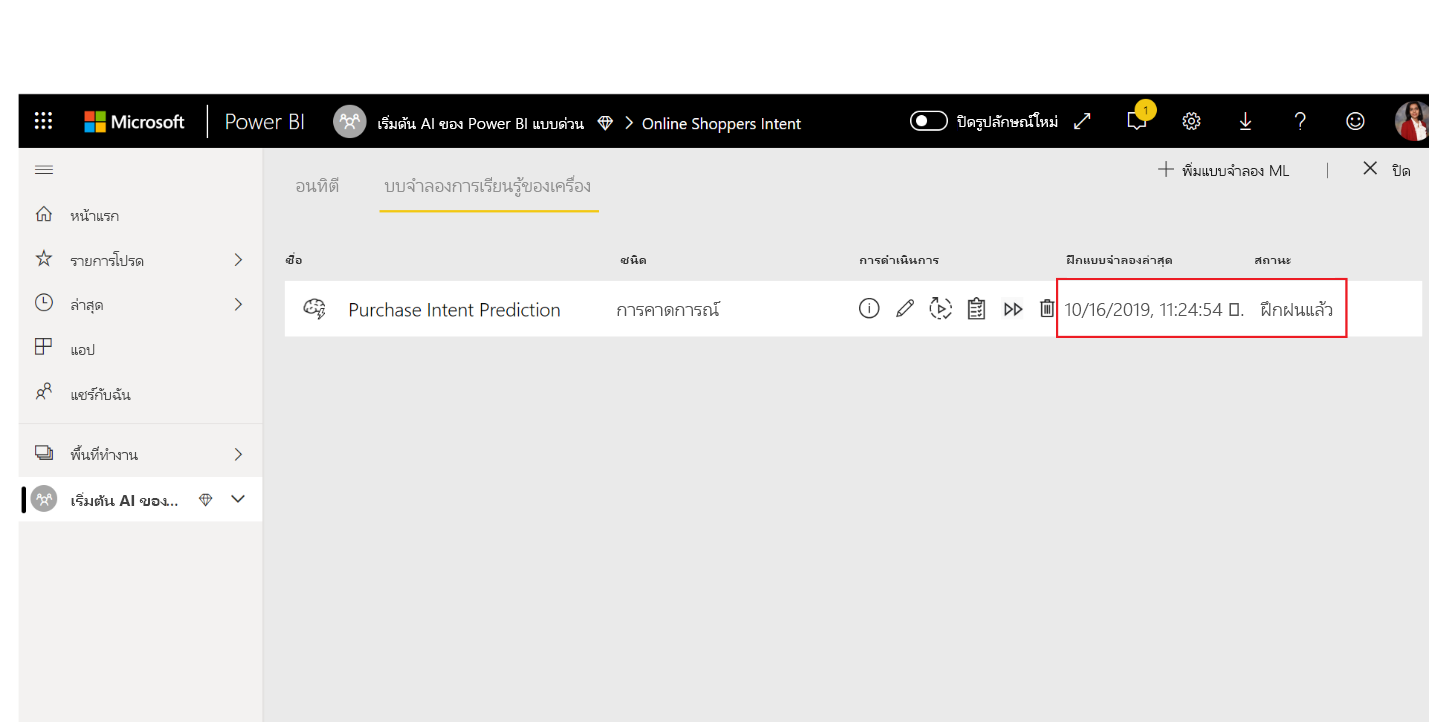 Microsoft Power BI เริ่มต้น AI ของ Power BI แบบด่วน > Online Shoppers Intent ปิดรูปลักษณ์ใหม่ 1 ?
อนทิตี บบจำลองการเรียนรู้ของเครื่อง + พิ่มแบบจำลอง ML | ปิด
หน้าแรก
รายการโปรด
ล่าสุด
แอป
แชร์กับฉัน
พื้นที่ทำงาน
เริ่มต้น AI ของ...
ชื่อ ชนิด การดำเนินการ ฝึกแบบจำลองล่าสุด สถานะ
Purchase Intent Prediction การคาดการณ์ 10/16/2019, 11:24:54 ฝึกฝนแล้ว